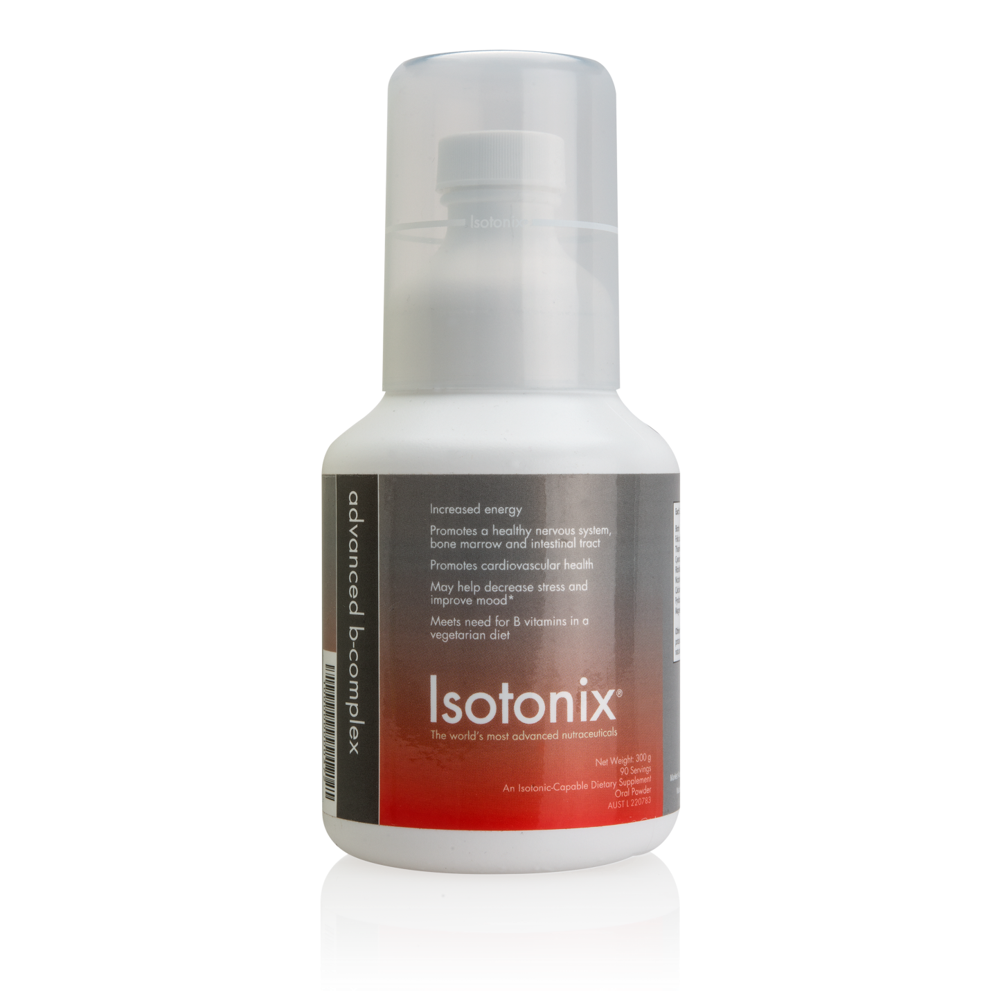 Isotonix
advanced b-complex
Increased energy
Promotes a healthy nervous system,
bone marrow and intestinal tract
Promotes cardiovascular health
May help decrease stress and
improve mood*
Meets need for B vitamins in a
vegetarian diet
Isotonix®
The world's most advanced nutraceuticals
Net Weight: 300 g
90 Servings
An Isotonic-Capable Dietary Supplement
Oral Powder
AUST L 220783